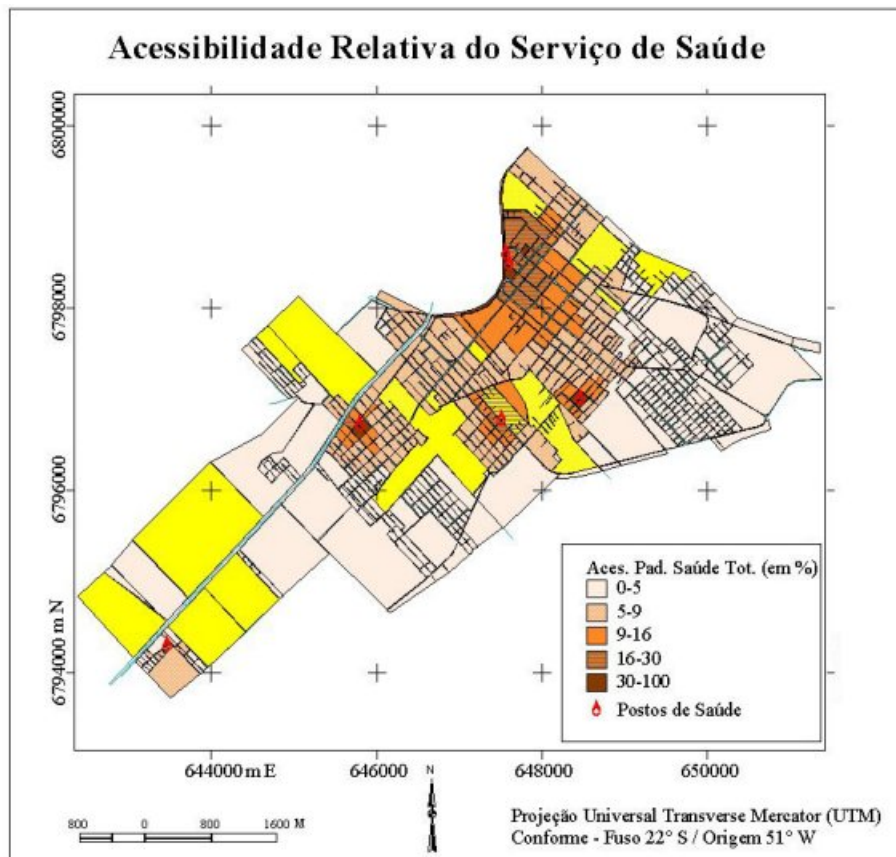 Acessibilidade Relativa do Serviço de Saúde
6800000
6798000
6796000
6794000 m N
Aces. Pad. Saúde Tot. (em %)
0-5
5-9
9-16
16-30
30-100
Postos de Saúde
644000 m E
646000
648000
650000
N
800
0
800
1600 M
Projeção Universal Transverse Mercator (UTM)
Conforme - Fuso 22° S / Origem 51° W